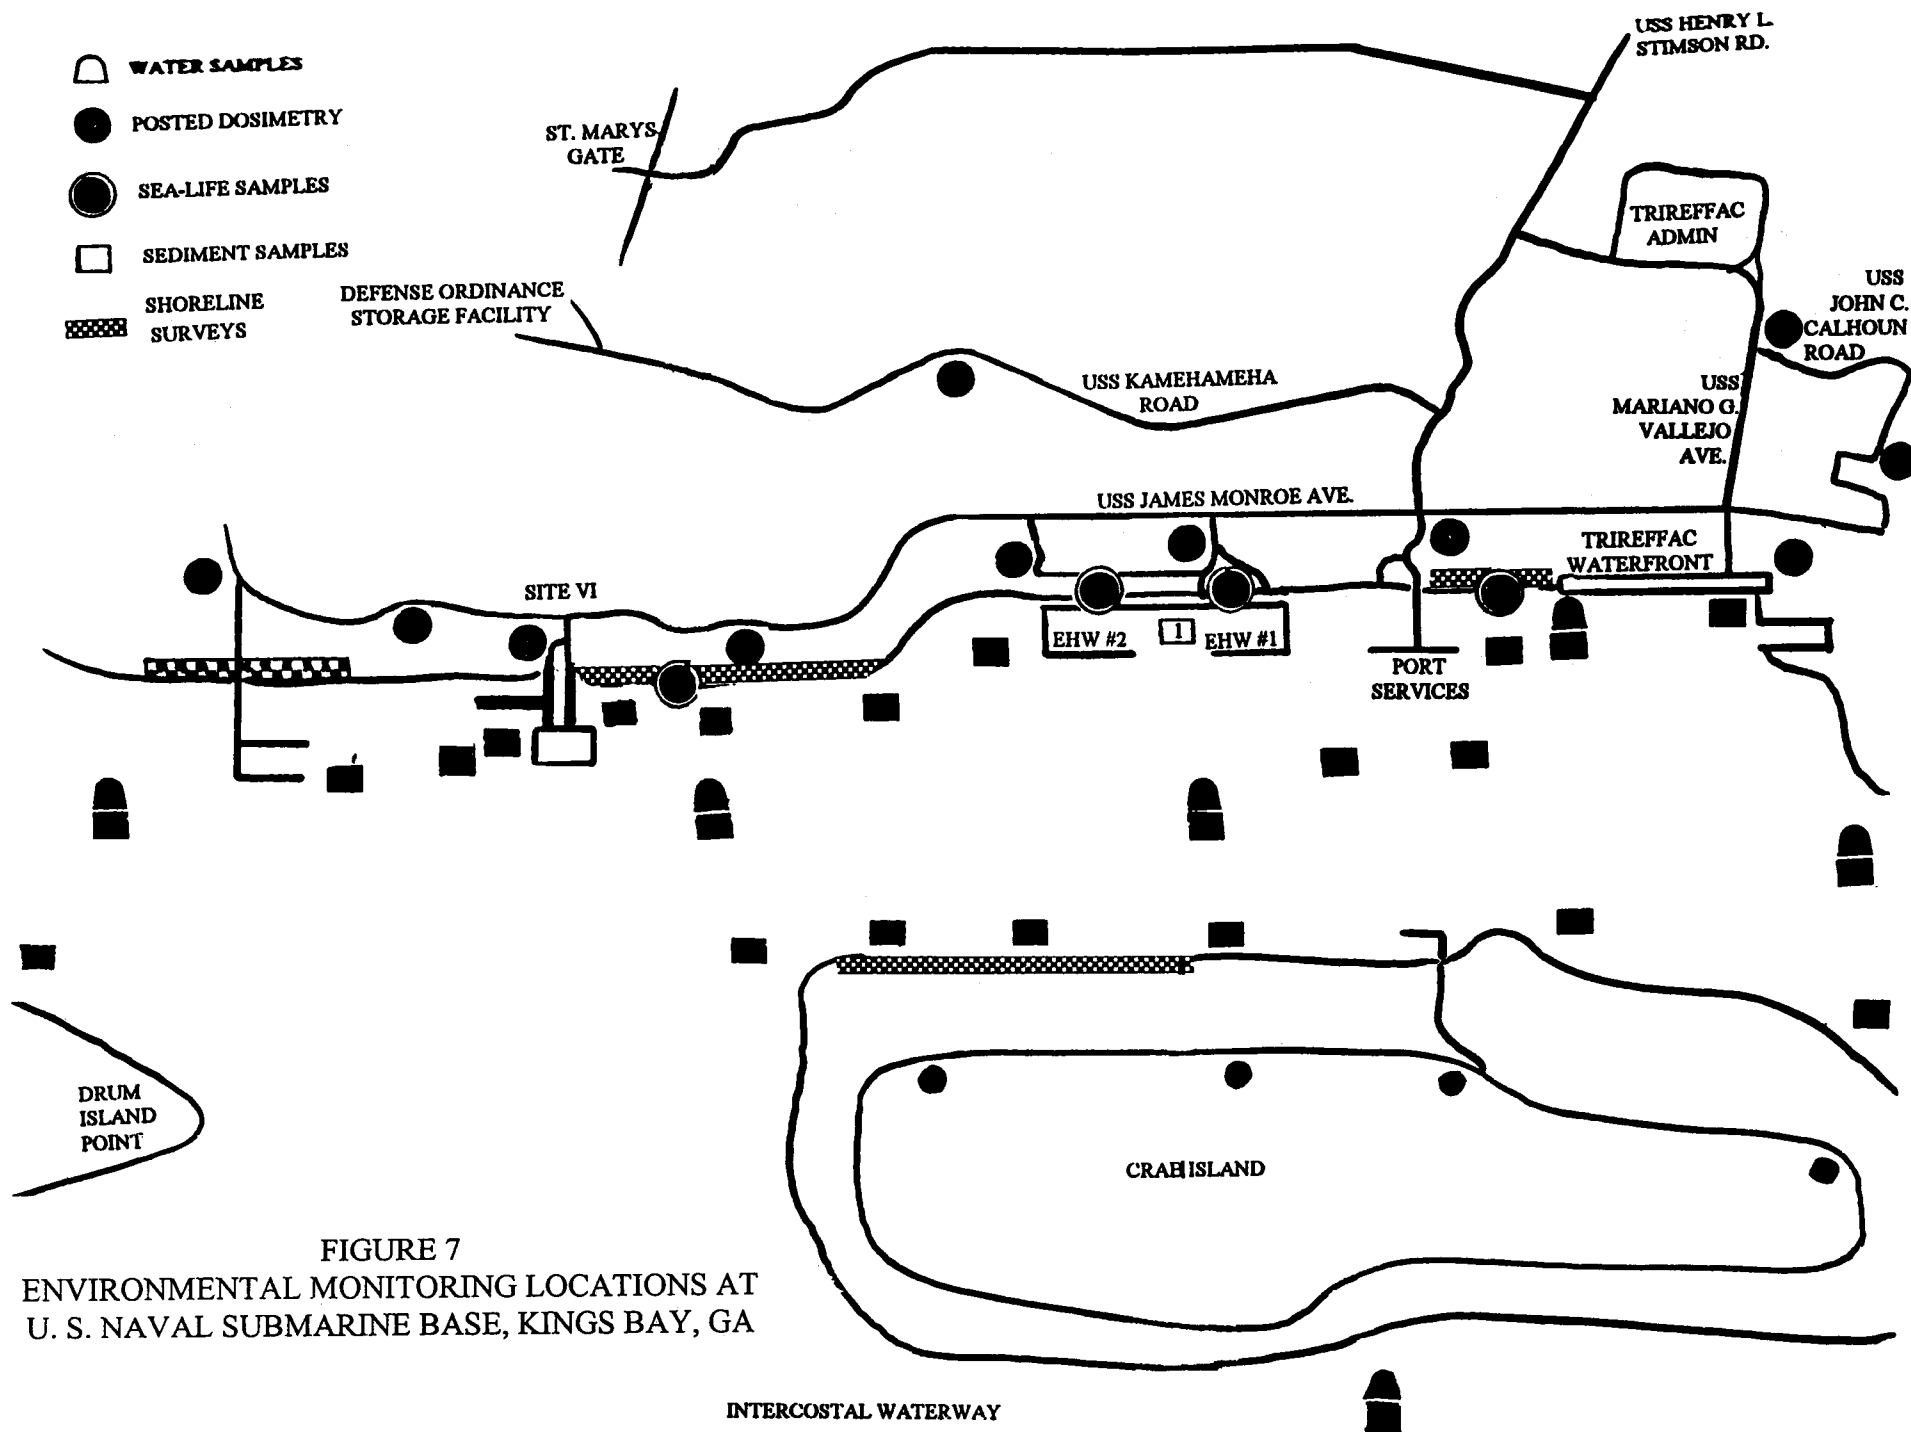 USS HENRY L.
STIMSON RD.
WATER SAMPLES
POSTED DOSIMETRY
SEA-LIFE SAMPLES
SEDIMENT SAMPLES
SHORELINE
SURVEYS
ST. MARYS
GATE
DEFENSE ORDINANCE
STORAGE FACILITY
TRIREFFAC
ADMIN
USS
JOHN C.
CALHOUN
ROAD
USS KAMEHAMEHA
ROAD
USS
MARIANO G.
VALLEJO
AVE.
USS JAMES MONROE AVE.
TRIREFFAC
WATERFRONT
SITE VI
EHW #2
1
EHW #1
PORT
SERVICES
DRUM
ISLAND
POINT
CRAB ISLAND
FIGURE 7
ENVIRONMENTAL MONITORING LOCATIONS AT
U. S. NAVAL SUBMARINE BASE, KINGS BAY, GA
INTERCOSTAL WATERWAY